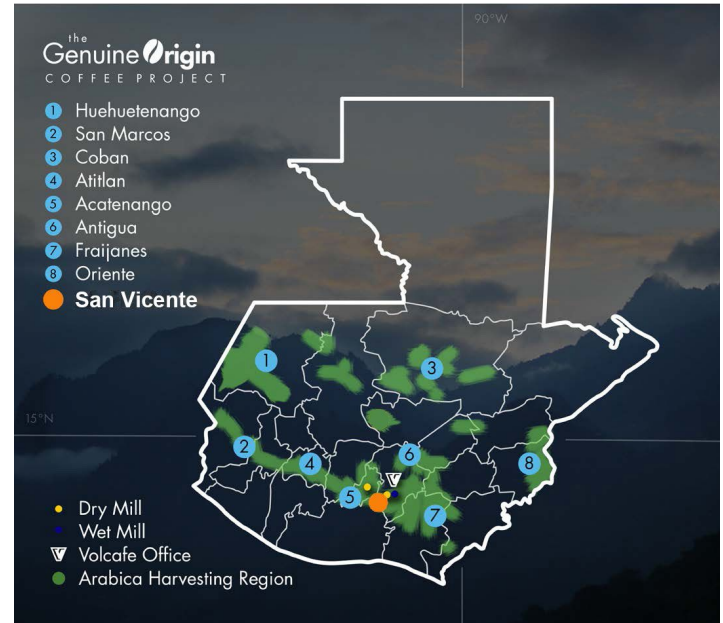 90°W
the
Genuine Origin
COFFEE PROJECT
1 Huehuetenango
2 San Marcos
3 Coban
4 Atitlan
5 Acatenango
6 Antigua
7 Fraijanes
8 Oriente
San Vicente
1
3
15°N
2
4
6
8
5
7
Dry Mill
Wet Mill
Volcafe Office
Arabica Harvesting Region